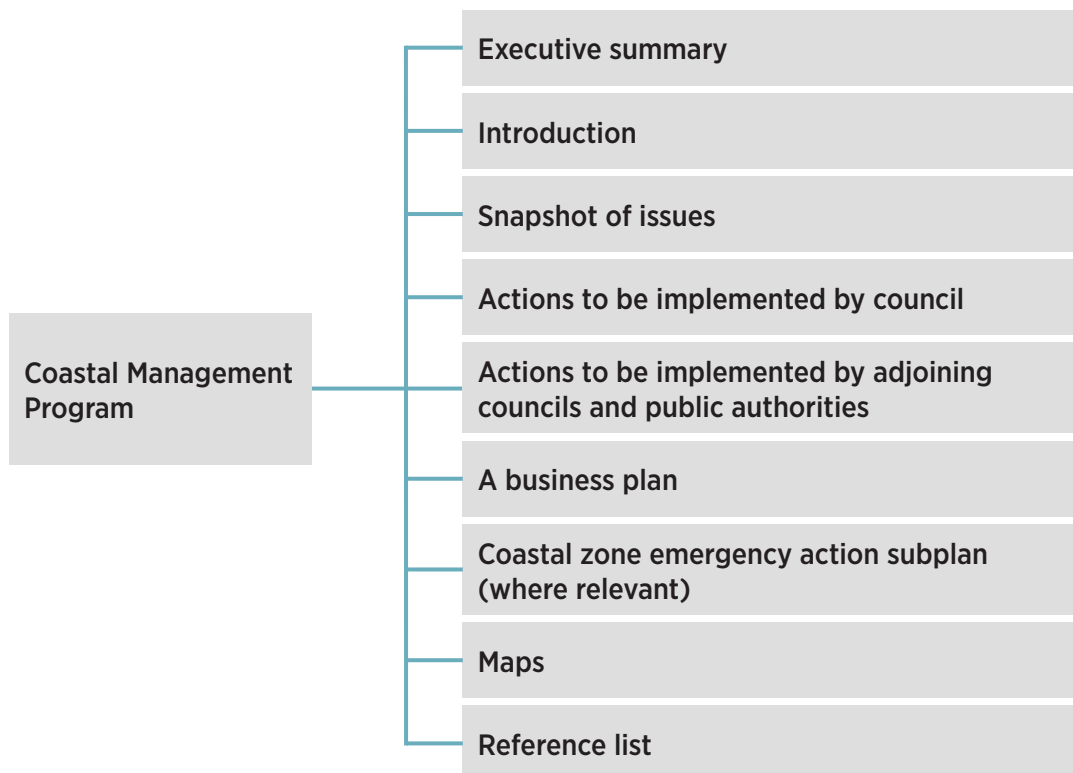 Executive summary
Introduction
Snapshot of issues
Actions to be implemented by council
Coastal Management
Program
Actions to be implemented by adjoining
councils and public authorities
A business plan
Coastal zone emergency action subplan
(where relevant)
Maps
Reference list